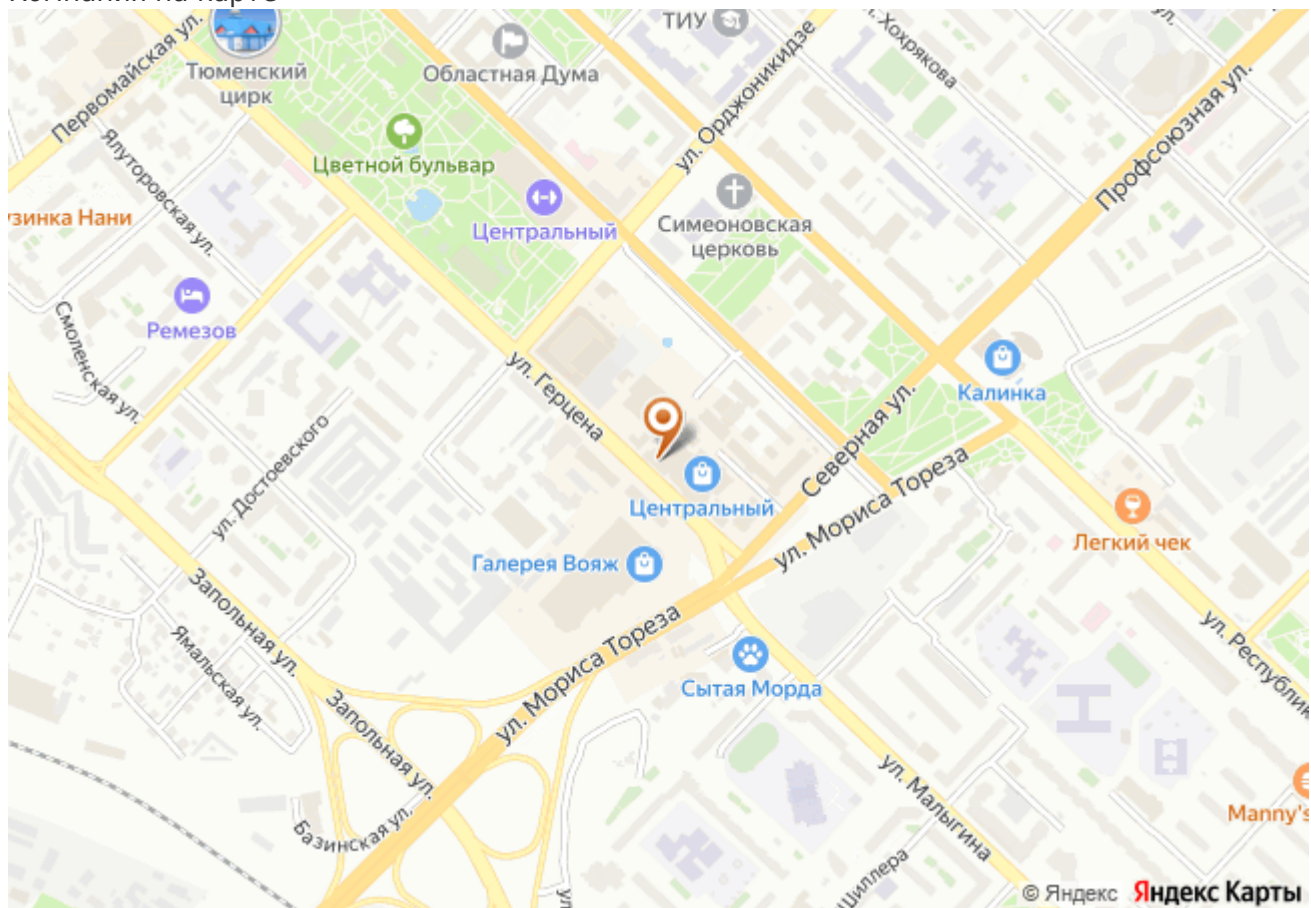 Первомайская ул.
Тюменский
цирк
Областная Дума
ТИУ
Хохрякова
ул.
Ялуторовская ул.
Цветной бульвар
ул. Орджоникидзе
Профсоюзная ул.
Нани
Центральный
Симеоновская
церковь
Ремезов
Смоленская ул.
ул. Герцена
Калинка
ул. Достоевского
Северная ул.
Центральный
ул. Мориса Тореза
Легкий чек
Галерея Вояж
Запольная ул.
ул. Мориса Тореза
ул.
Ямальская ул.
Сытая Морда
Запольная ул.
ул. Малыгина
Manny's
Базинская ул.
Шиллера
© Яндекс Яндекс Карты